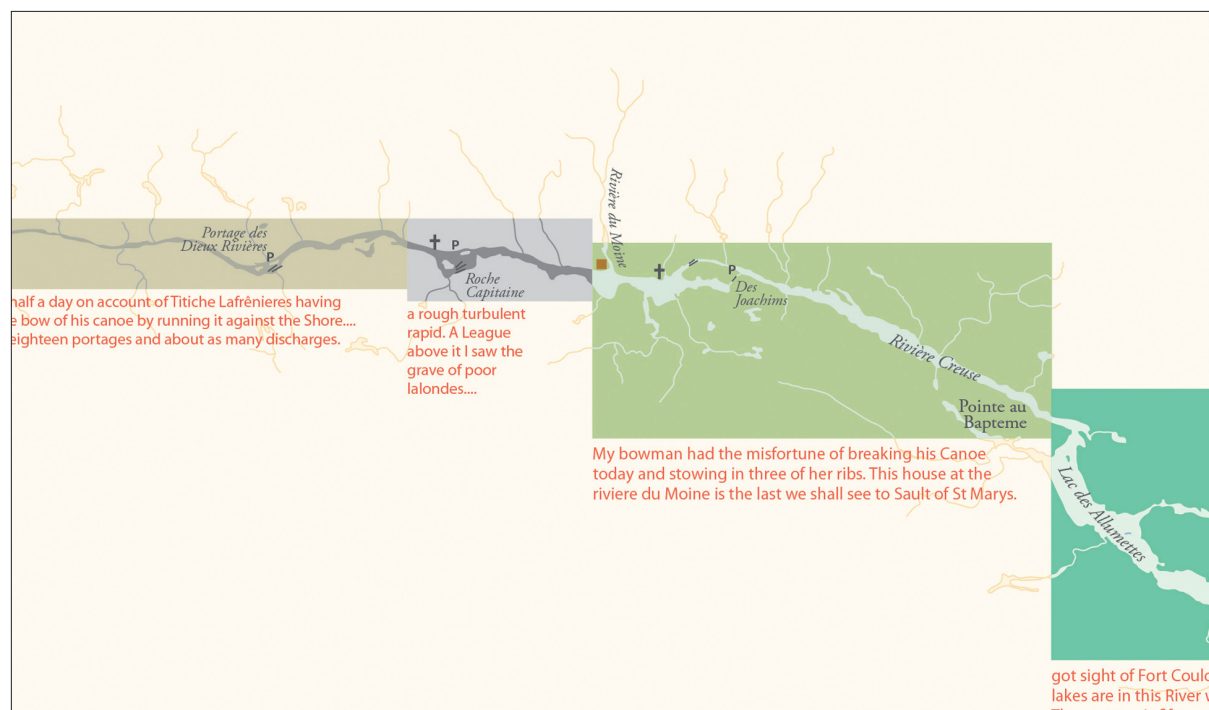 Portage des
Dieux Rivières
P
half a day on account of Titiche Lafrênieres having
bow of his canoe by running it against the Shore....
eighteen portages and about as many discharges.
P
Roche
Capitaine
a rough turbulent
rapid. A League
above it I saw the
grave of poor
lalondes....
Rivière du Moine
P
Des
Joachims
Rivière Creuse
Pointe au
Bapteme
My bowman had the misfortune of breaking his Canoe
today and stowing in three of her ribs. This house at the
riviere du Moine is the last we shall see to Sault of St Marys.
Lac des Allumettes
got sight of Fort
lakes are in this River